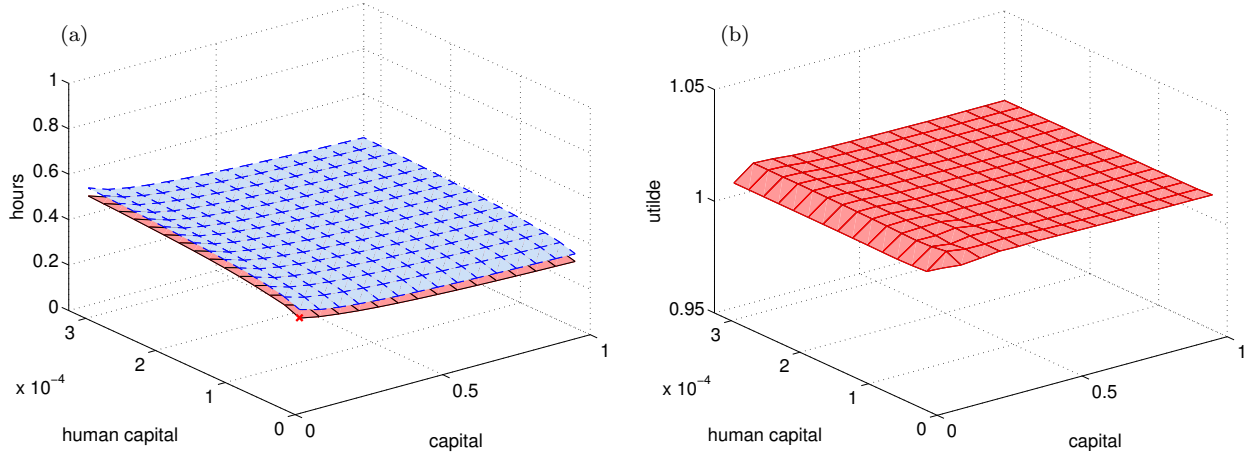 (a)
1
0.8
0.6
0.4
0.2
0
hours
3
2
1
0
x 10^-4
human capital
0
0.5
1
capital
(b)
1.05
1
0.95
utilde
3
2
1
0
x 10^-4
human capital
0
0.5
1
capital